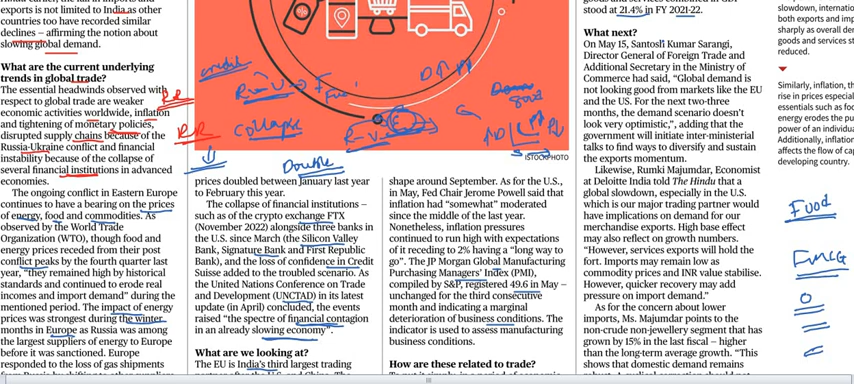 exports is not limited to India as other
countries too have recorded similar
declines – affirming the notion about
slowing global demand.
What are the current underlying
trends in global trade?
The essential headwinds observed with
respect to global trade are weaker
economic activities worldwide, inflation
and tightening of monetary policies,
disrupted supply chains because of the
Russia-Ukraine conflict and financial
instability because of the collapse of
several financial institutions in advanced
economies.
The ongoing conflict in Eastern Europe
continues to have a bearing on the prices
of energy, food and commodities. As
observed by the World Trade
Organization (WTO), though food and
energy prices receded from their post
conflict peaks by the fourth quarter last
year, "they remained high by historical
standards and continued to erode real
incomes and import demand" during the
mentioned period. The impact of energy
prices was strongest during the winter
months in Europe as Russia was among
the largest suppliers of energy to Europe
before it was sanctioned. Europe
responded to the loss of gas shipments
credit
R-U
Fuel
Collapse
R-U
Double
good
RR
RR
ISTOCKPHOTO
prices doubled between January last year
to February this year.
The collapse of financial institutions –
such as of the crypto exchange FTX
(November 2022) alongside three banks in
the U.S. since March (the Silicon Valley
Bank, Signature Bank and First Republic
Bank), and the loss of confidence in Credit
Suisse added to the troubled scenario. As
the United Nations Conference on Trade
and Development (UNCTAD) in its latest
update (in April) concluded, the events
raised "the spectre of financial contagion
in an already slowing economy".
What are we looking at?
The EU is India's third largest trading
shape around September. As for the U.S.,
in May, Fed Chair Jerome Powell said that
inflation had "somewhat" moderated
since the middle of the last year.
Nonetheless, inflation pressures
continued to run high with expectations
of it receding to 2% having a "long way to
go". The JP Morgan Global Manufacturing
Purchasing Managers' Index (PMI),
compiled by S&P, registered 49.6 in May –
unchanged for the third consecutive
month and indicating a marginal
deterioration of business conditions. The
indicator is used to assess manufacturing
business conditions.
How are these related to trade?
stood at 21.4% in FY 2021-22.
What next?
On May 15, Santosh Kumar Sarangi,
Director General of Foreign Trade and
Additional Secretary in the Ministry of
Commerce had said, "Global demand is
not looking good from markets like the EU
and the US. For the next two-three
months, the demand scenario doesn't
look very optimistic,", adding that the
government will initiate inter-ministerial
talks to find ways to diversify and sustain
the exports momentum.
Likewise, Rumki Majumdar, Economist
at Deloitte India told The Hindu that a
global slowdown, especially in the U.S.
which is our major trading partner would
have implications on demand for our
merchandise exports. High base effect
may also reflect on growth numbers.
"However, services exports will hold the
fort. Imports may remain low as
commodity prices and INR value stabilise.
However, quicker recovery may add
pressure on import demand."
As for the concern about lower
imports, Ms. Majumdar points to the
non-crude non-jewellery segment that has
grown by 15% in the last fiscal – higher
than the long-term average growth. "This
shows that domestic demand remains
slowdown, internatio
both exports and imp
sharply as overall der
goods and services st
reduced.
Similarly, inflation, th
rise in prices especial
essentials such as foo
energy erodes the pu
power of an individua
Additionally, inflation
affects the flow of cap
developing country.
Food
FMCG